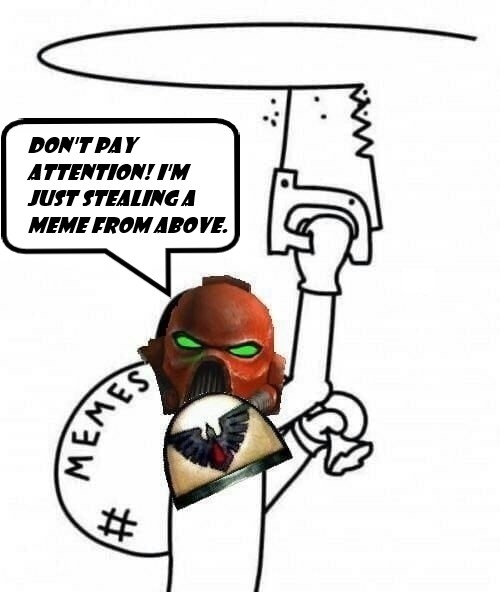 DON'T PAY
ATTENTION! I'M
JUST STEALING A
MEME FROM ABOVE.
MEMES
#